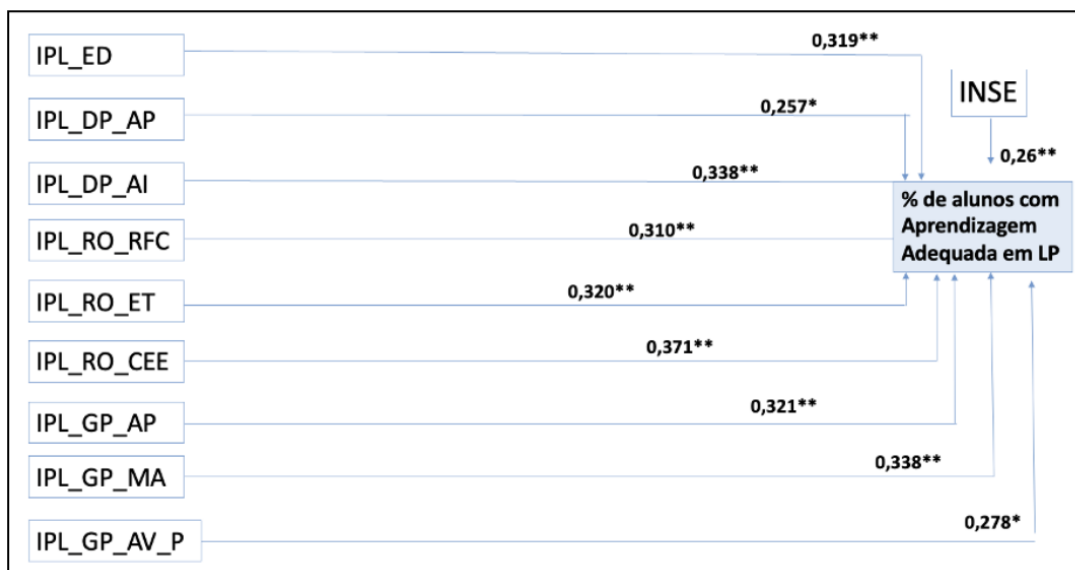 IPL_ED
0,319**
INSE
IPL_DP_AP
0,257*
0,26**
IPL_DP_AI
0,338**
% de alunos com
Aprendizagem
Adequada em LP
IPL_RO_RFC
0,310**
IPL_RO_ET
0,320**
IPL_RO_CEE
0,371**
IPL_GP_AP
0,321**
IPL_GP_MA
0,338**
IPL_GP_AV_P
0,278*